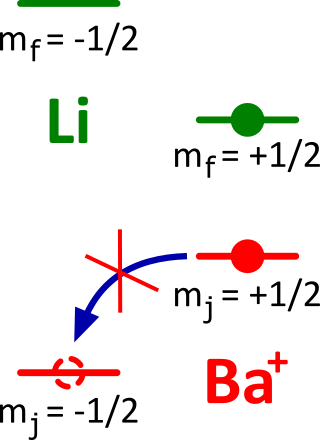 m_f = -1/2
Li
m_f = +1/2
m_j = +1/2
Ba⁺
m_j = -1/2